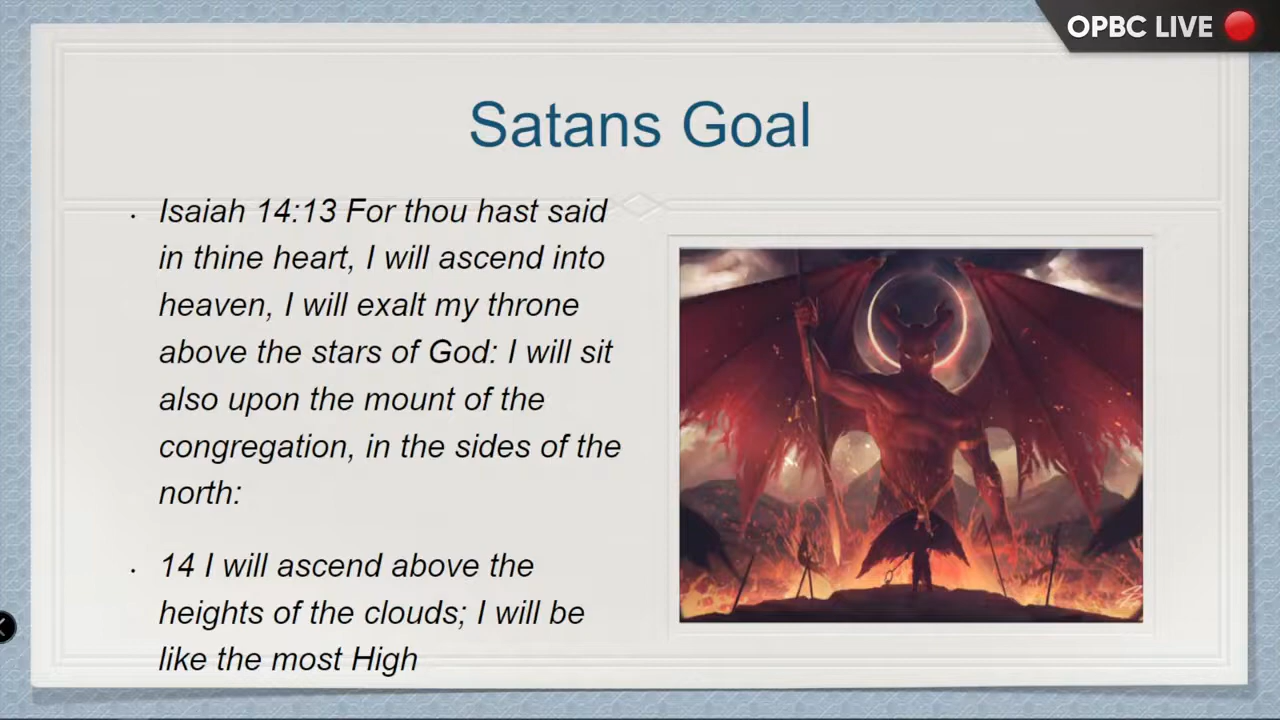 OPBC LIVE
Satans Goal
· Isaiah 14:13 For thou hast said
in thine heart, I will ascend into
heaven, I will exalt my throne
above the stars of God: I will sit
also upon the mount of the
congregation, in the sides of the
north:
· 14 I will ascend above the
heights of the clouds; I will be
like the most High